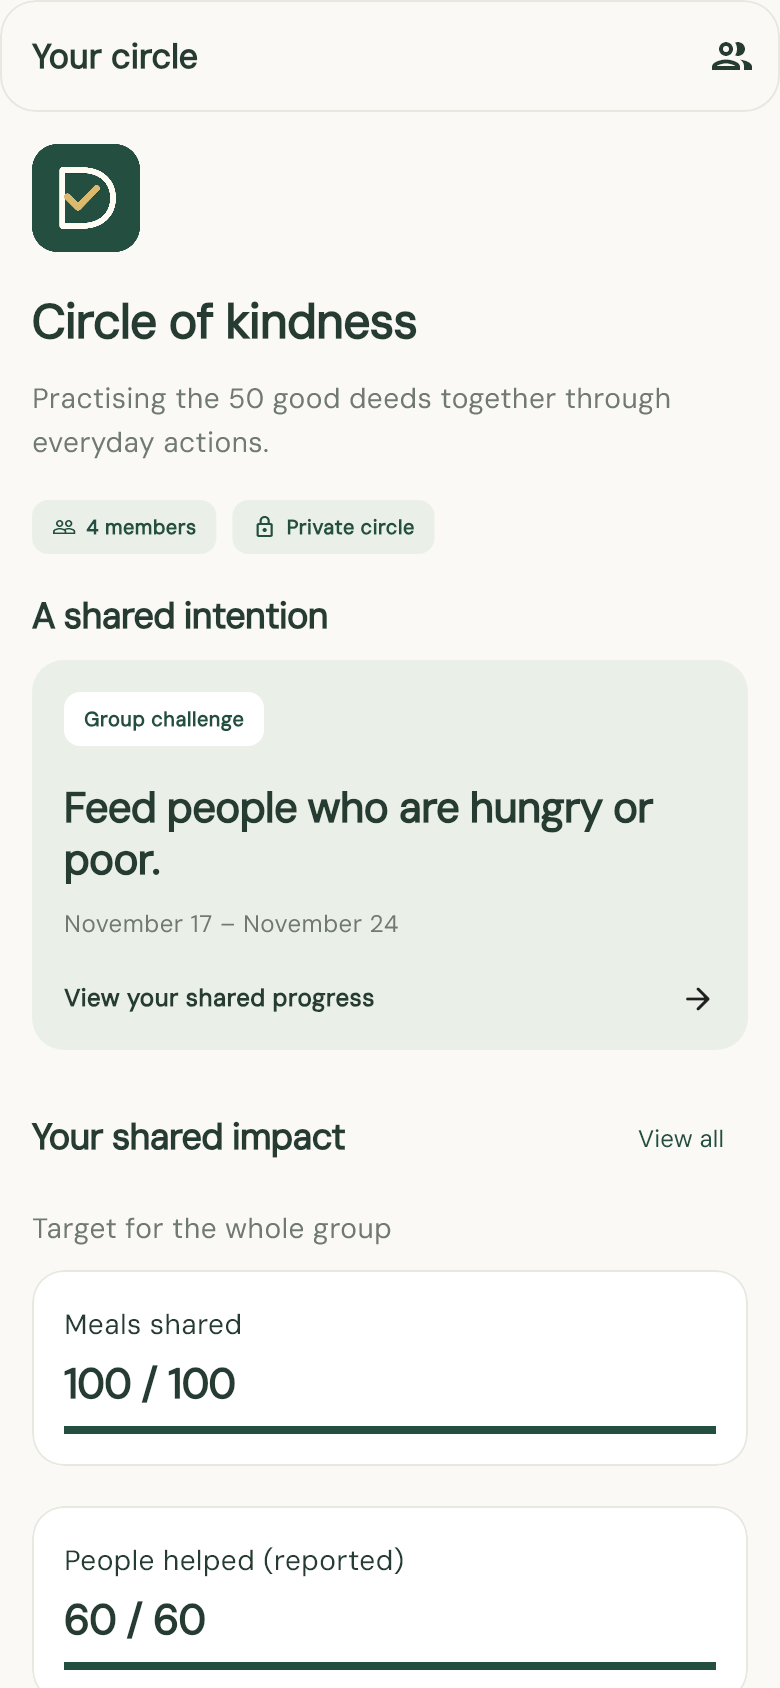 Your circle
Circle of kindness
Practising the 50 good deeds together through
everyday actions.
4 members
Private circle
A shared intention
Group challenge
Feed people who are hungry or
poor.
November 17 – November 24
View your shared progress
Your shared impact
View all
Target for the whole group
Meals shared
100 / 100
People helped (reported)
60 / 60